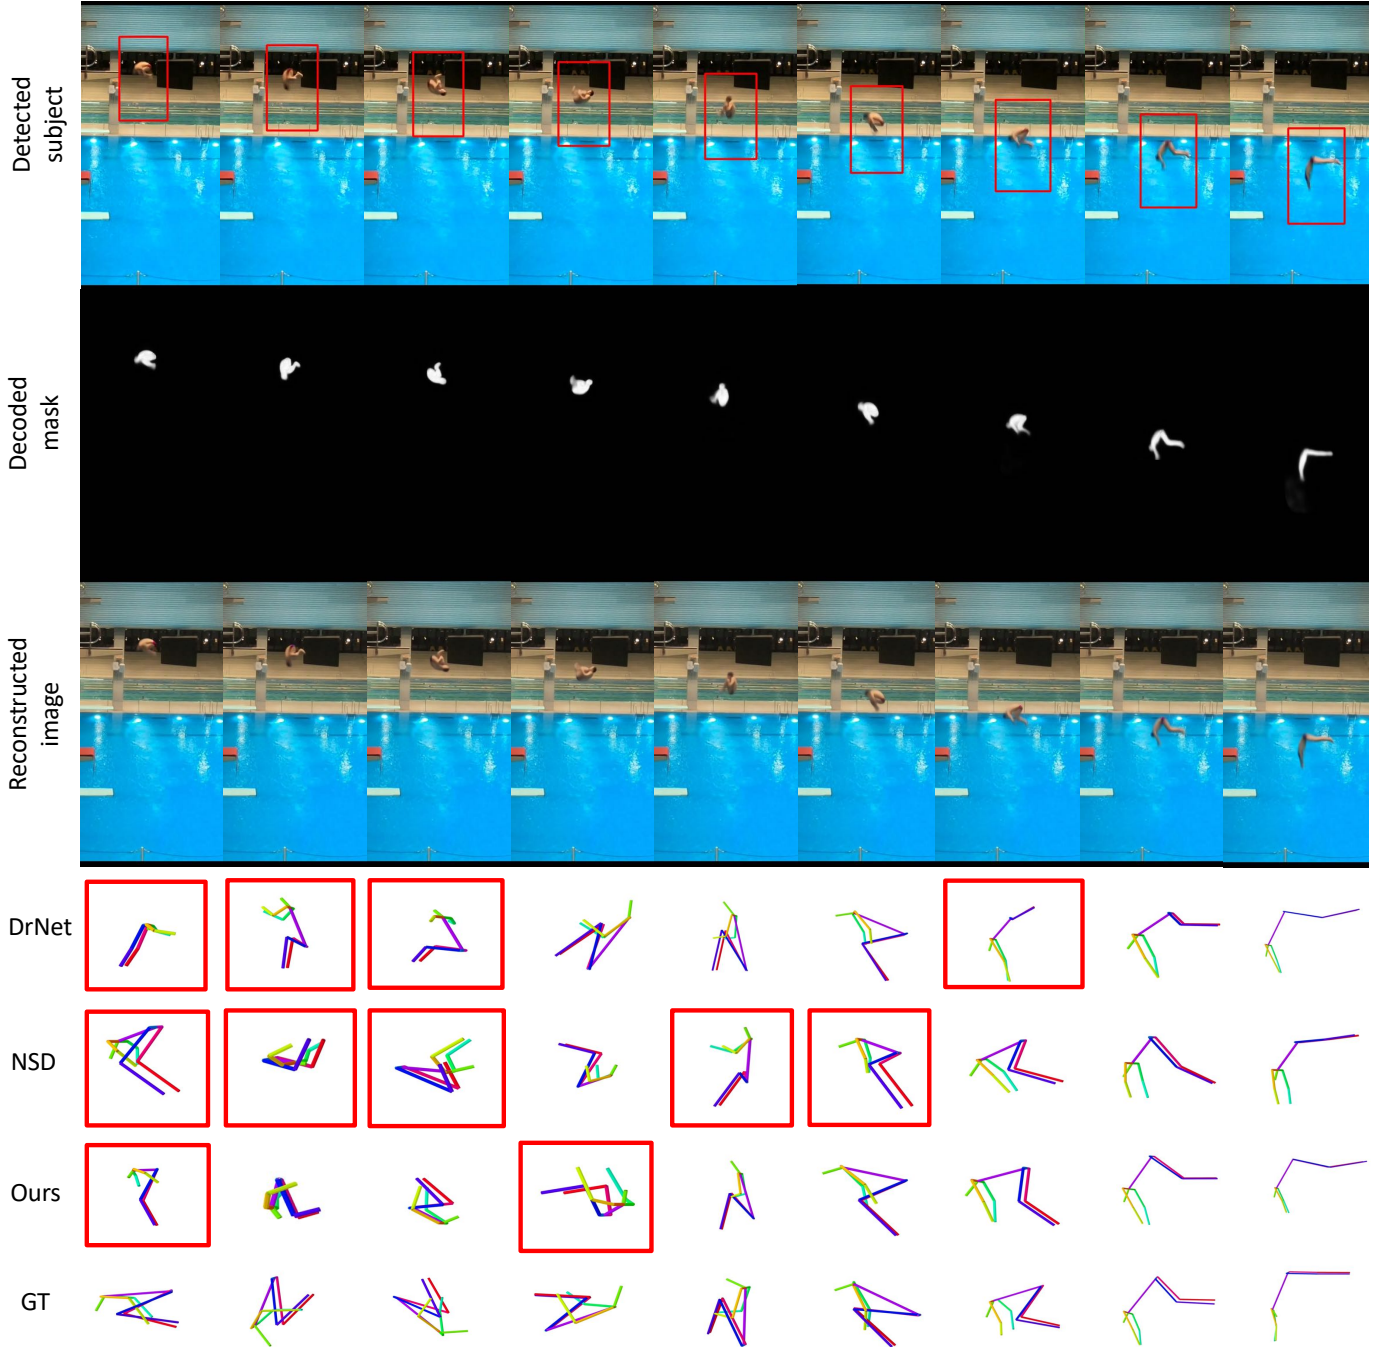 Detected
subject
Decoded
mask
Reconstructed
image
DrNet
NSD
Ours
GT